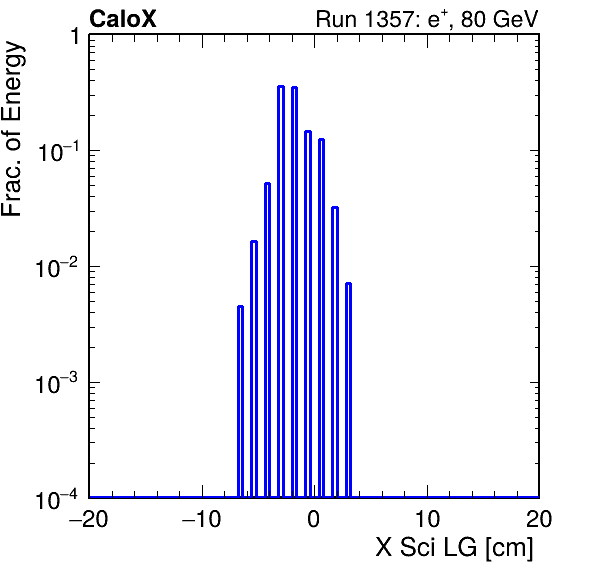 CaloX Run 1357: e⁺, 80 GeV
Frac. of Energy
1
10⁻¹
10⁻²
10⁻³
10⁻⁴
−20 −10 0 10 20
X Sci LG [cm]